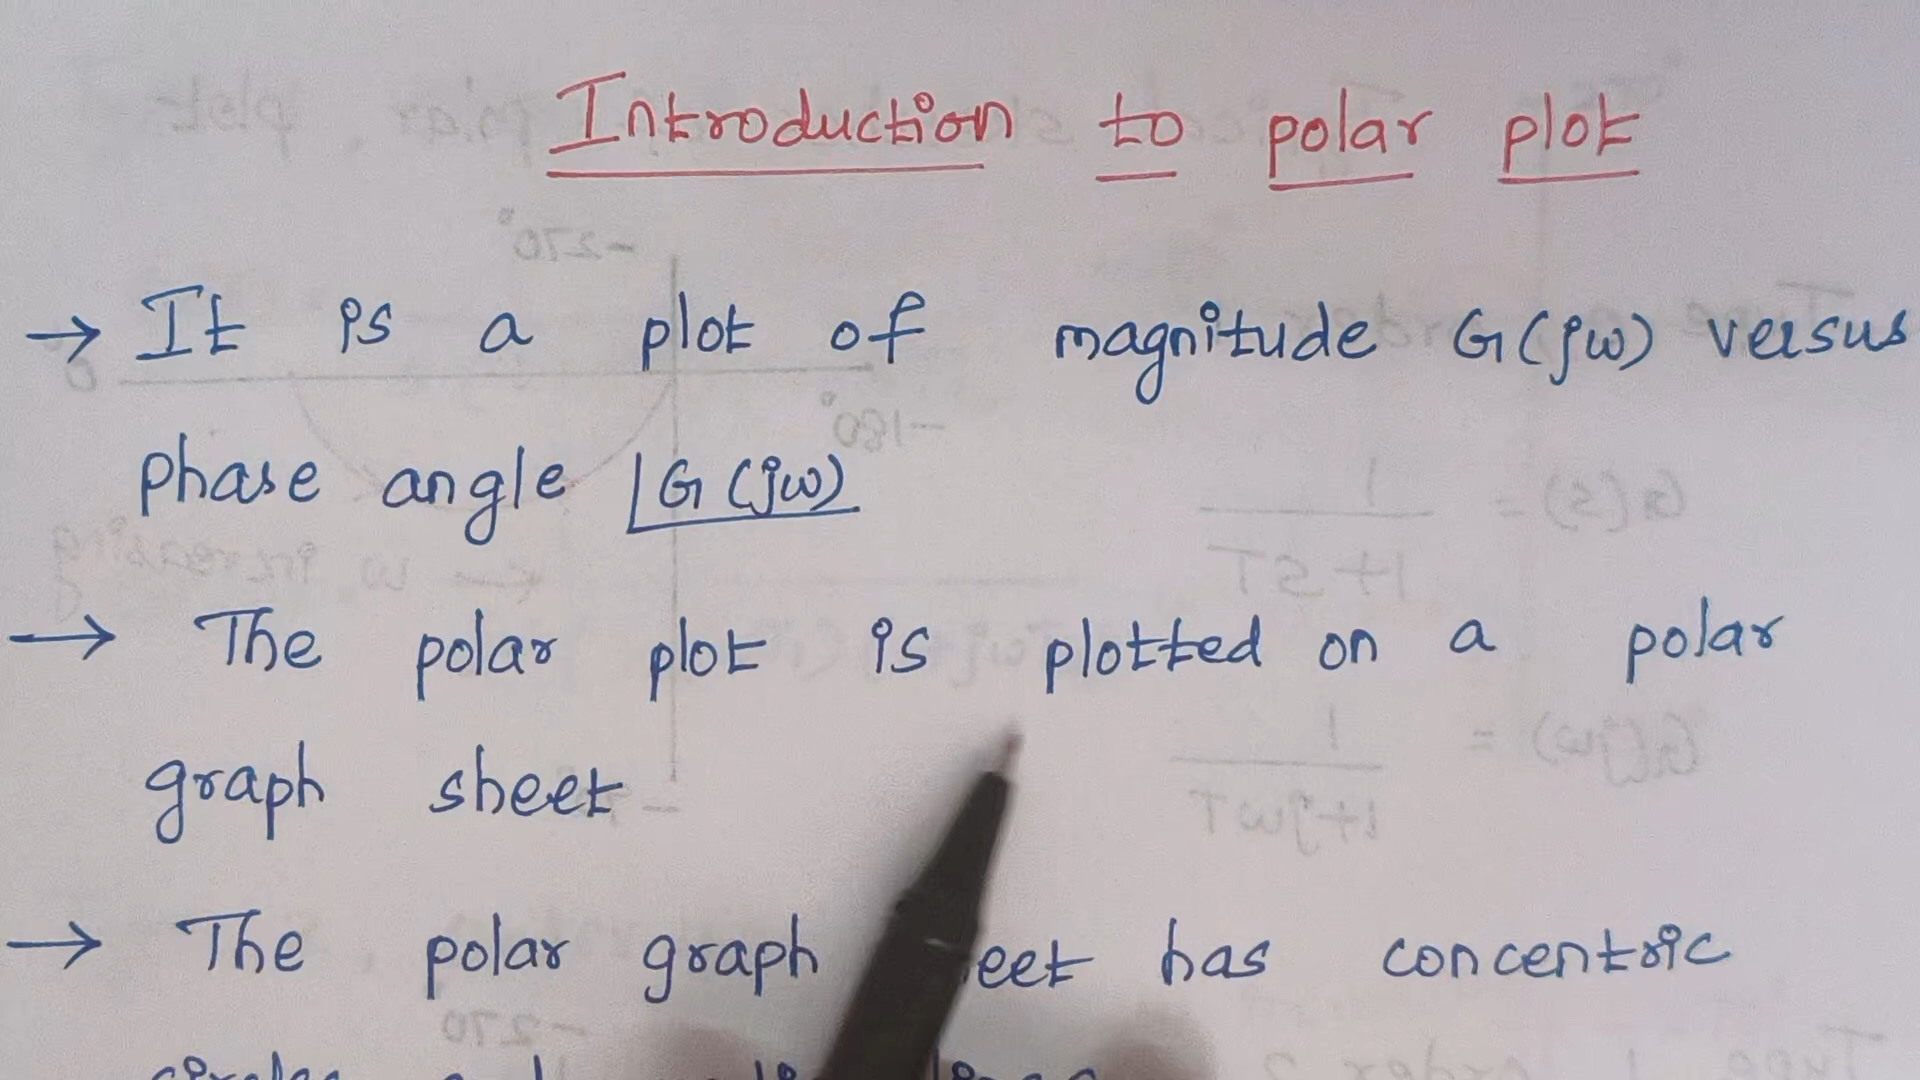 Introduction to polar plot
→ It is a plot of magnitude G(jω) versus
phase angle ∠G(jω)
→ The polar plot is plotted on a polar
graph sheet
→ The polar graph has concentric